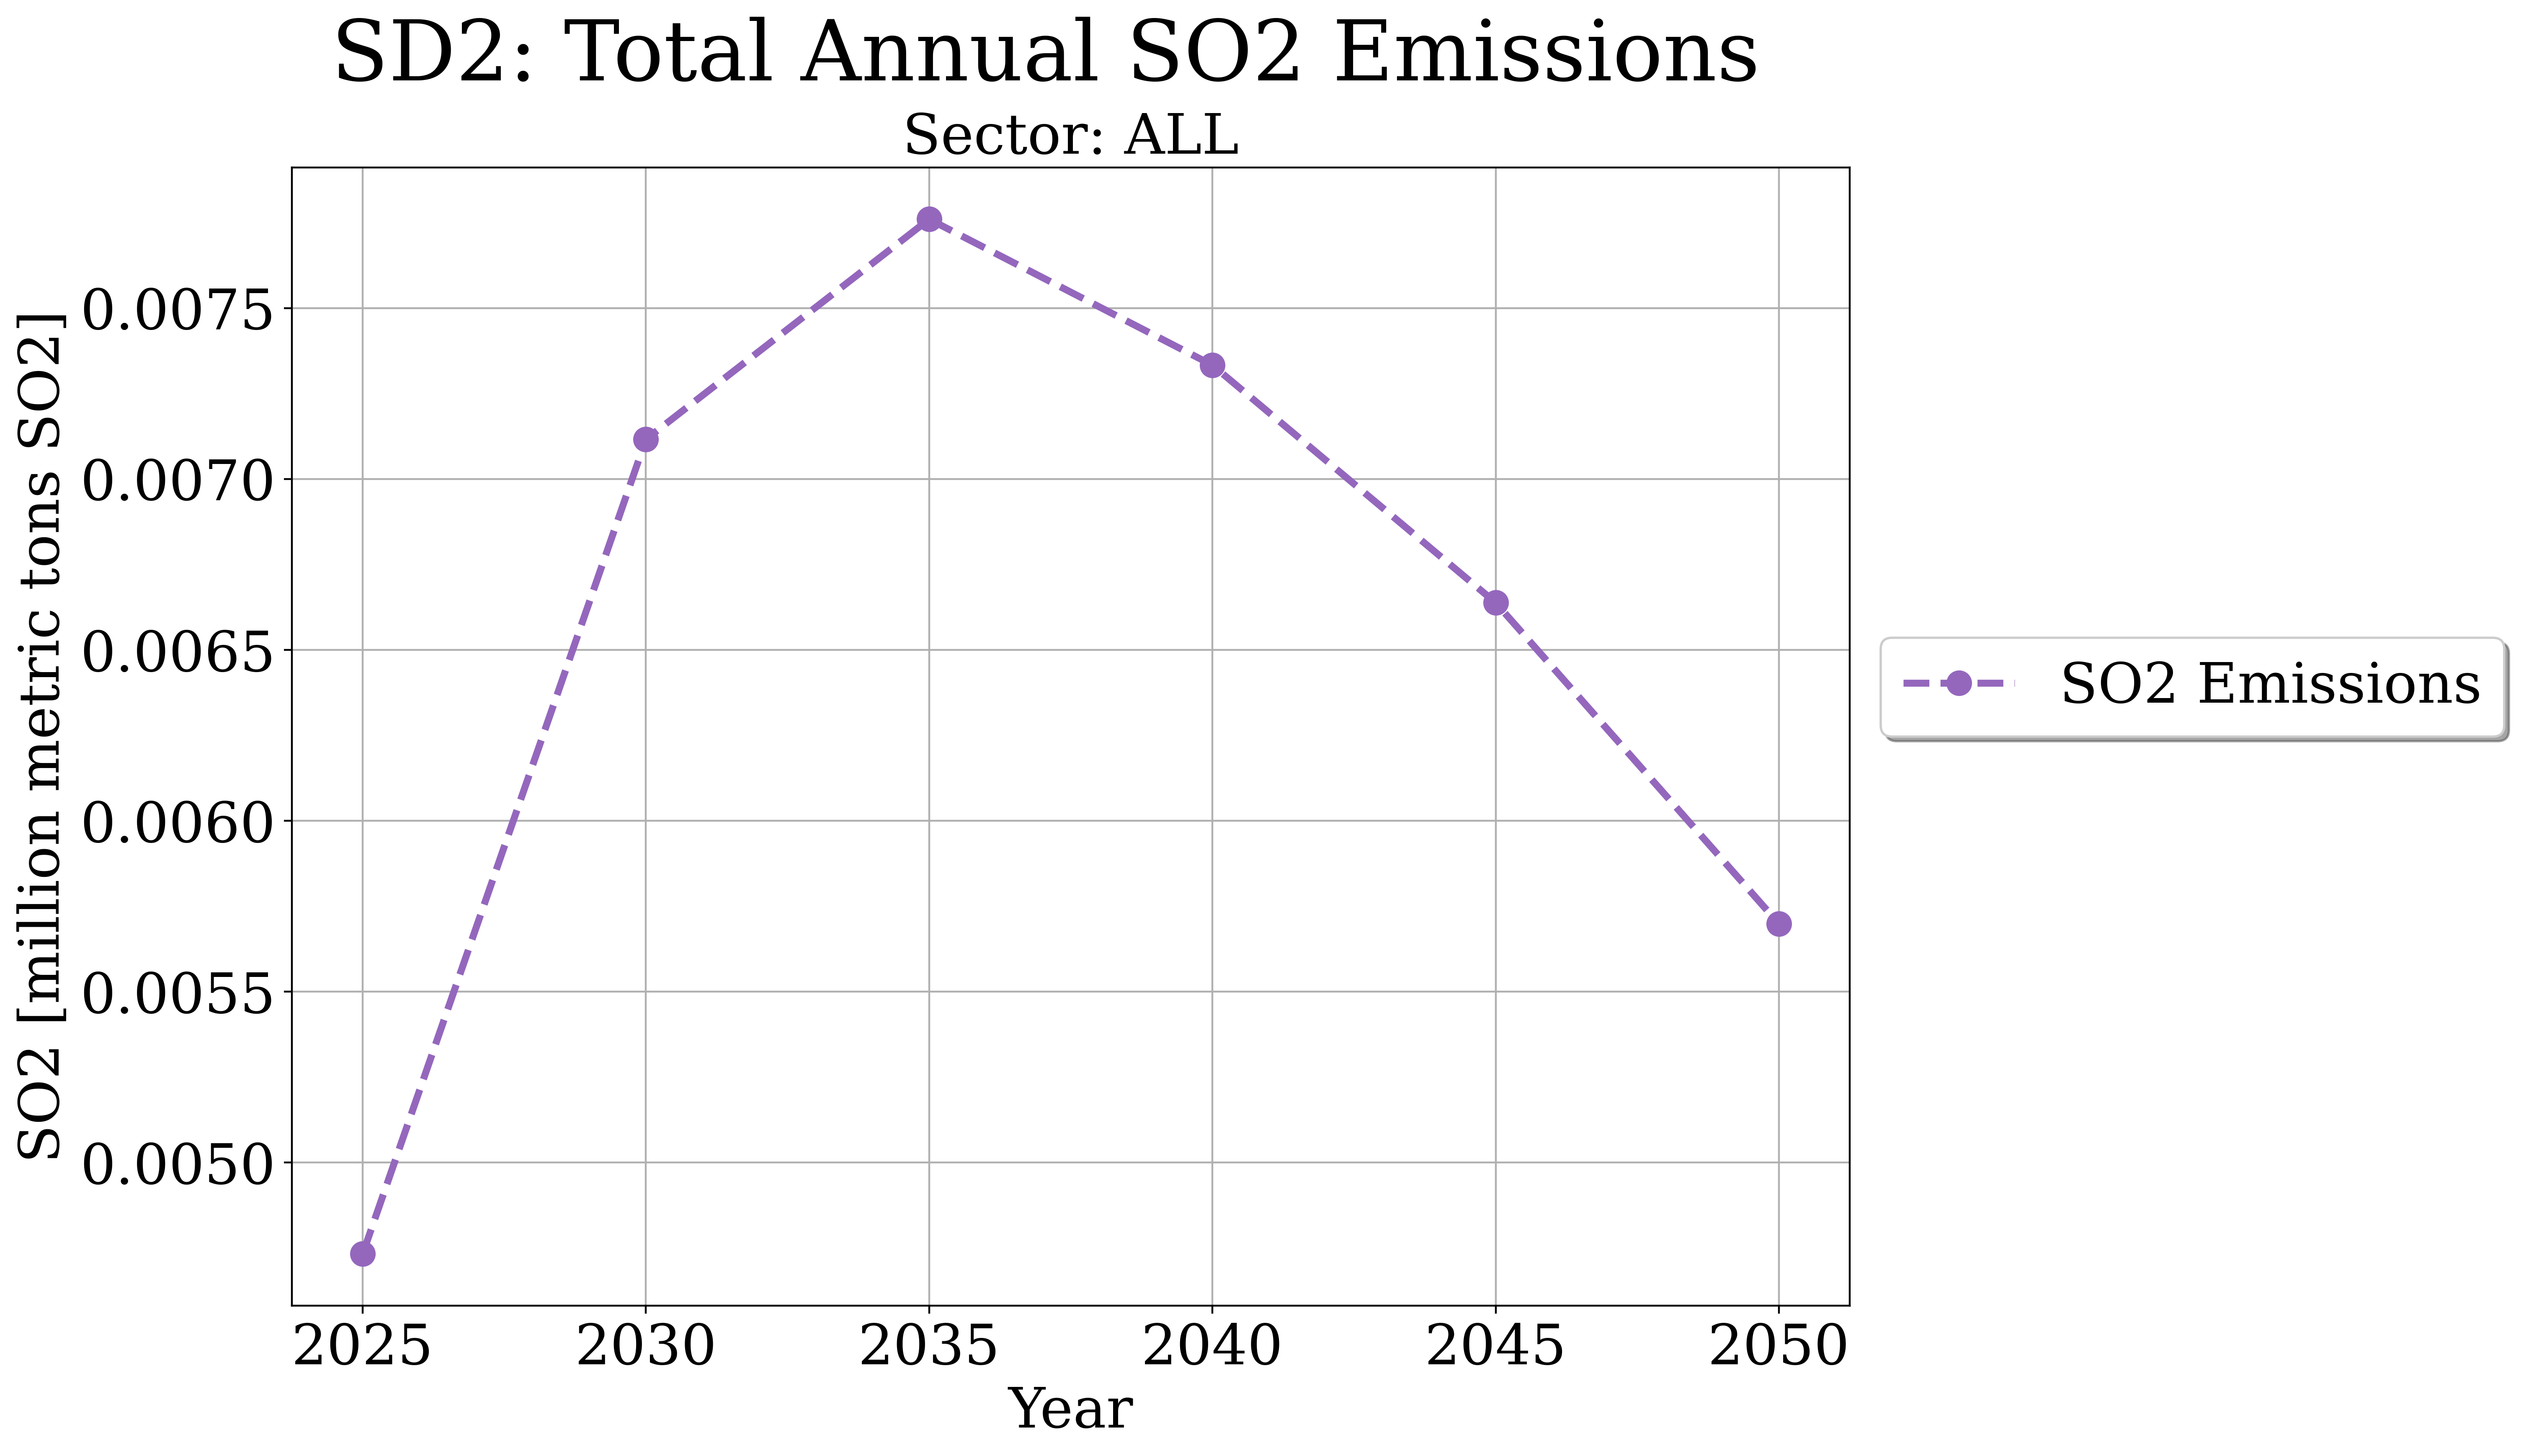 SD2: Total Annual SO2 Emissions
Sector: ALL
SO2 [million metric tons SO2]
0.0075
0.0070
0.0065
0.0060
0.0055
0.0050
2025 2030 2035 2040 2045 2050
Year
SO2 Emissions